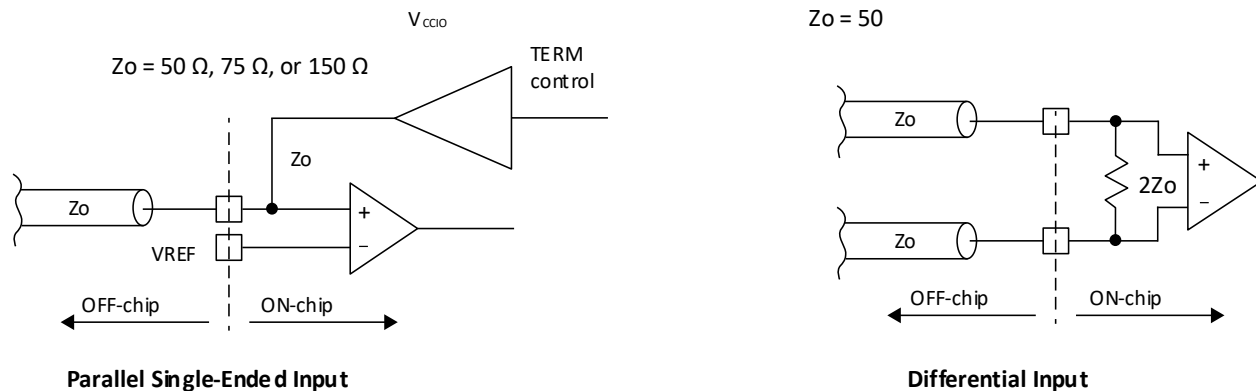 V CCIO
Zo = 50 Ω, 75 Ω, or 150 Ω
TERM
control
Zo
Zo
VREF
+
−
OFF-chip
ON-chip
Parallel Single-Ended Input
Zo = 50
Zo
Zo
2Zo
+
−
OFF-chip
ON-chip
Differential Input